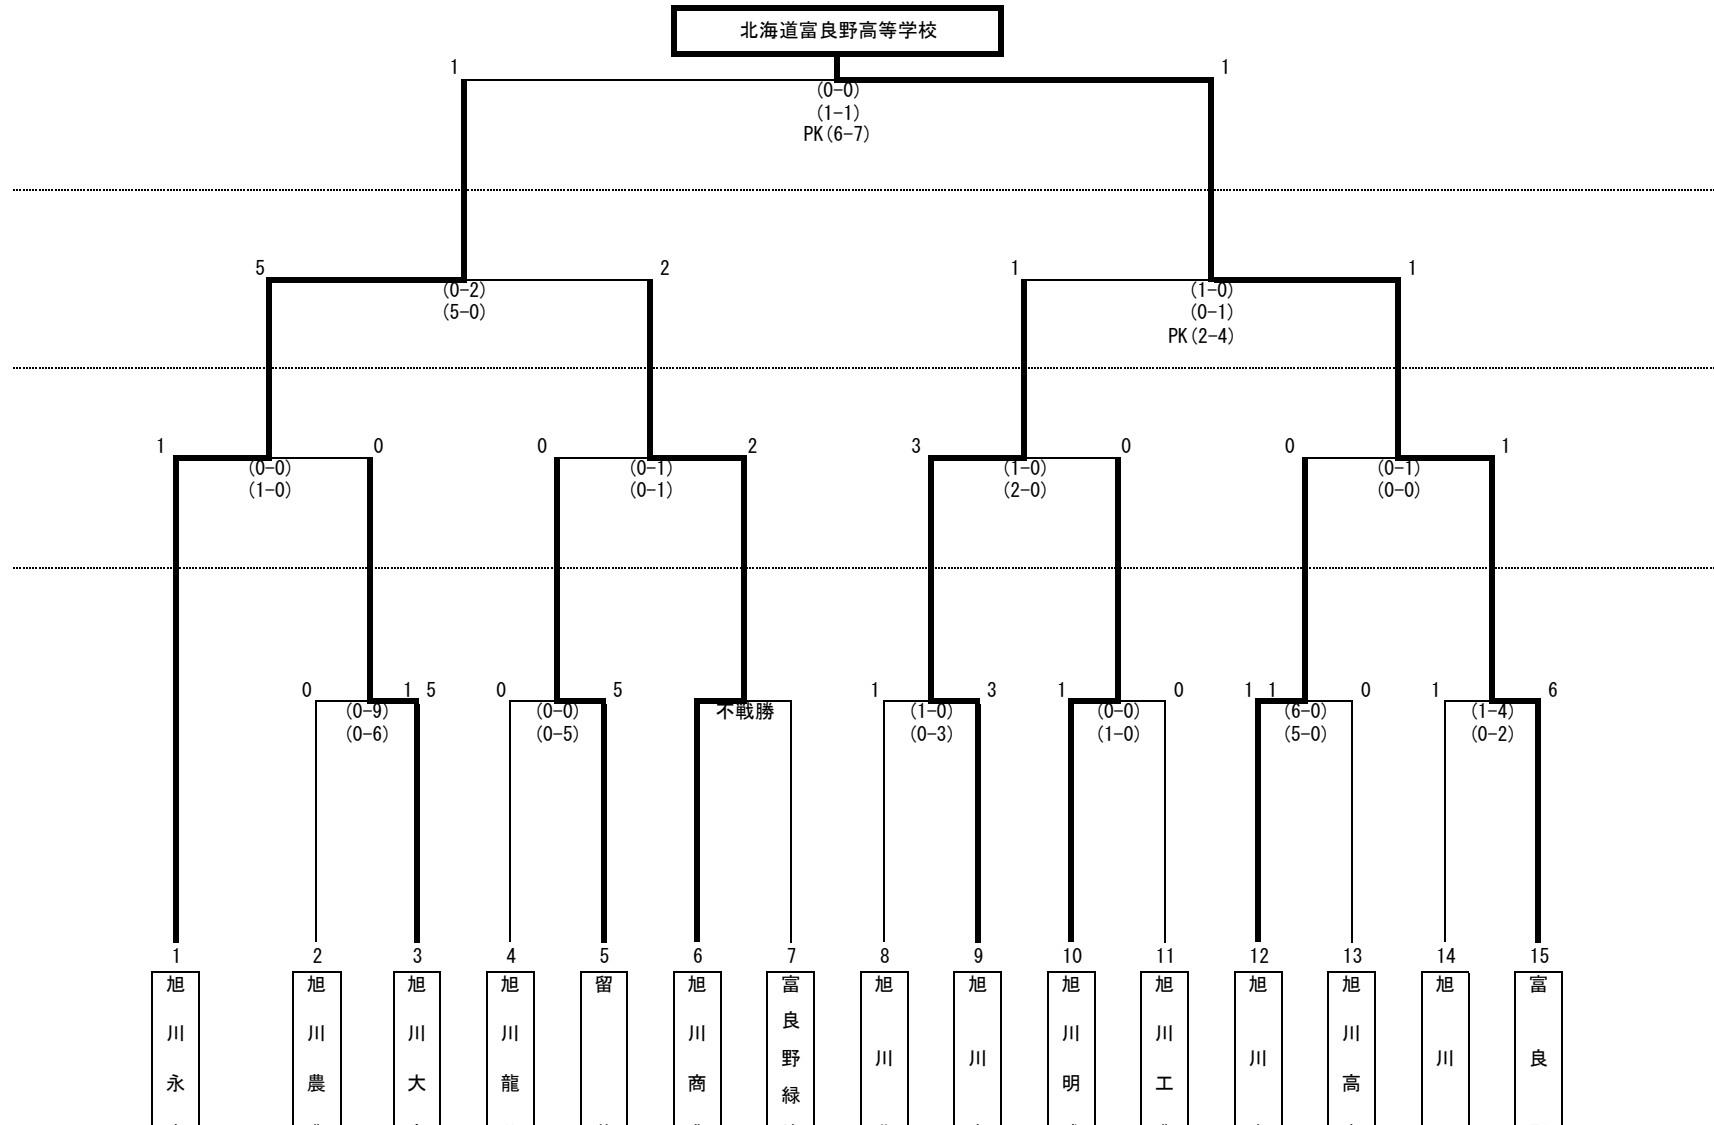 北海道富良野高等学校
1 1
(0-0)
(1-1)
PK(6-7)
5 2 1 1
(0-2) (1-0)
(5-0) (0-1)
PK(2-4)
1 0 0 2 3 0 0 1
(0-0) (0-1) (1-0) (0-1)
(1-0) (0-1) (2-0) (0-0)
0 1 5 0 5 1 3 1 0 1 1 0 1 6
(0-9) (0-0) 不戦勝 (1-0) (0-0) (6-0) (1-4)
(0-6) (0-5) (0-3) (1-0) (5-0) (0-2)
1 2 3 4 5 6 7 8 9 10 11 12 13 14 15
旭川永
旭川農
旭川大
旭川龍
留
旭川商
富良野緑
旭川
旭川
旭川明
旭川工
旭川
旭川高
旭川
富良